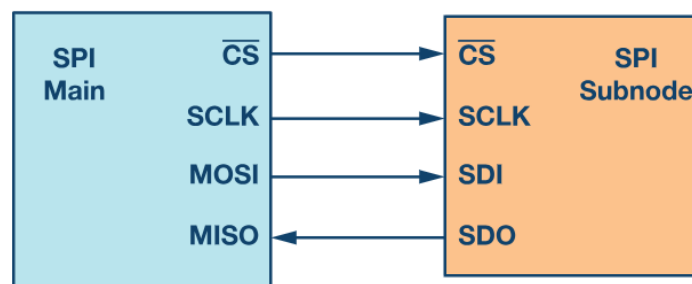 SPI
Main
CS
SCLK
MOSI
MISO
CS
SCLK
SDI
SDO
SPI
Subnode